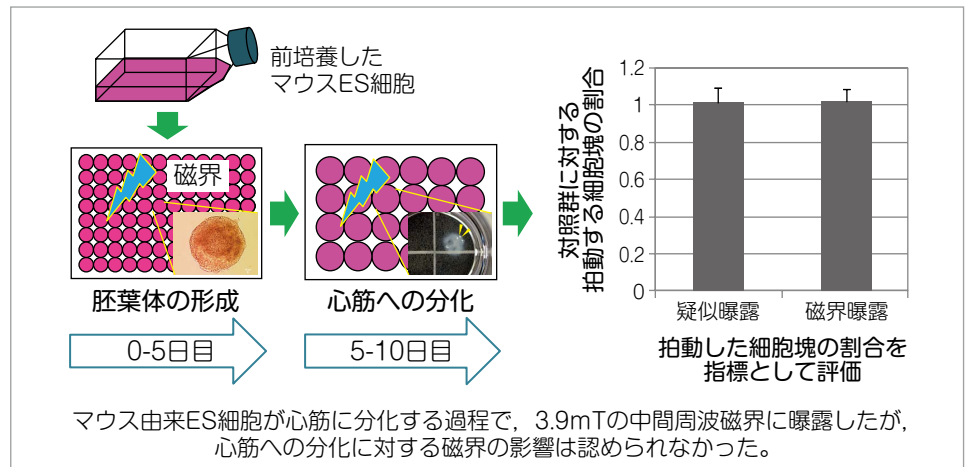 前培養した
マウスES細胞
磁界
胚葉体の形成
心筋への分化
0-5日目
5-10日目
対照群に対する
拍動する細胞塊の割合
1.2
1
0.8
0.6
0.4
0.2
0
疑似曝露
磁界曝露
拍動した細胞塊の割合を
指標として評価
マウス由来ES細胞が心筋に分化する過程で，3.9mTの中間周波磁界に曝露したが，
心筋への分化に対する磁界の影響は認められなかった。